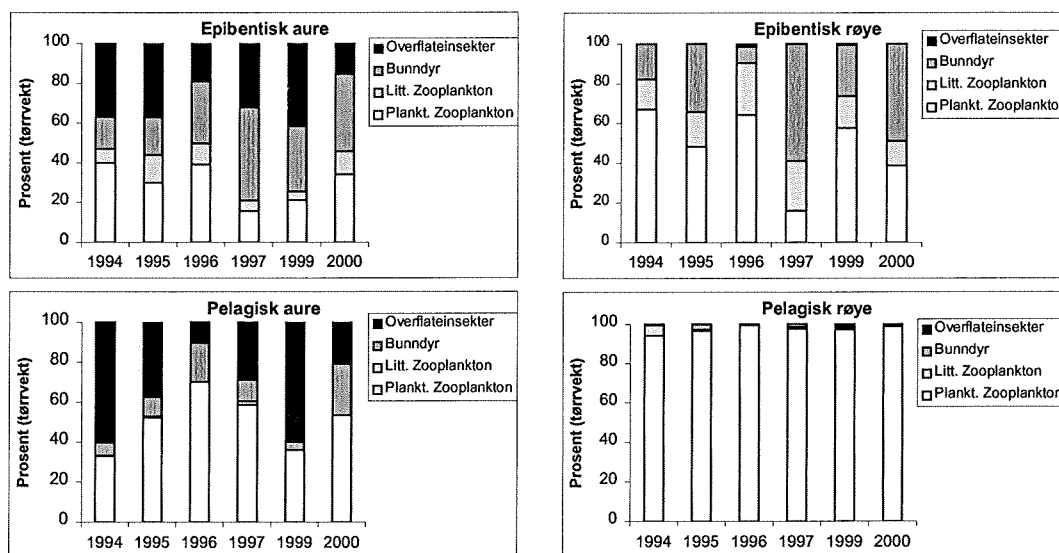 Epibentisk aure
Prosent (tørrvekt)
100
80
60
40
20
0
1994 1995 1996 1997 1999 2000
Overflateinsekter
Bunndyr
Litt. Zooplankton
Plankt. Zooplankton
Epibentisk røye
Prosent (tørrvekt)
100
80
60
40
20
0
1994 1995 1996 1997 1999 2000
Overflateinsekter
Bunndyr
Litt. Zooplankton
Plankt. Zooplankton
Pelagisk aure
Prosent (tørrvekt)
100
80
60
40
20
0
1994 1995 1996 1997 1999 2000
Overflateinsekter
Bunndyr
Litt. Zooplankton
Plankt. Zooplankton
Pelagisk røye
Prosent (tørrvekt)
100
80
60
40
20
0
1994 1995 1996 1997 1999 2000
Overflateinsekter
Bunndyr
Litt. Zooplankton
Plankt. Zooplankton